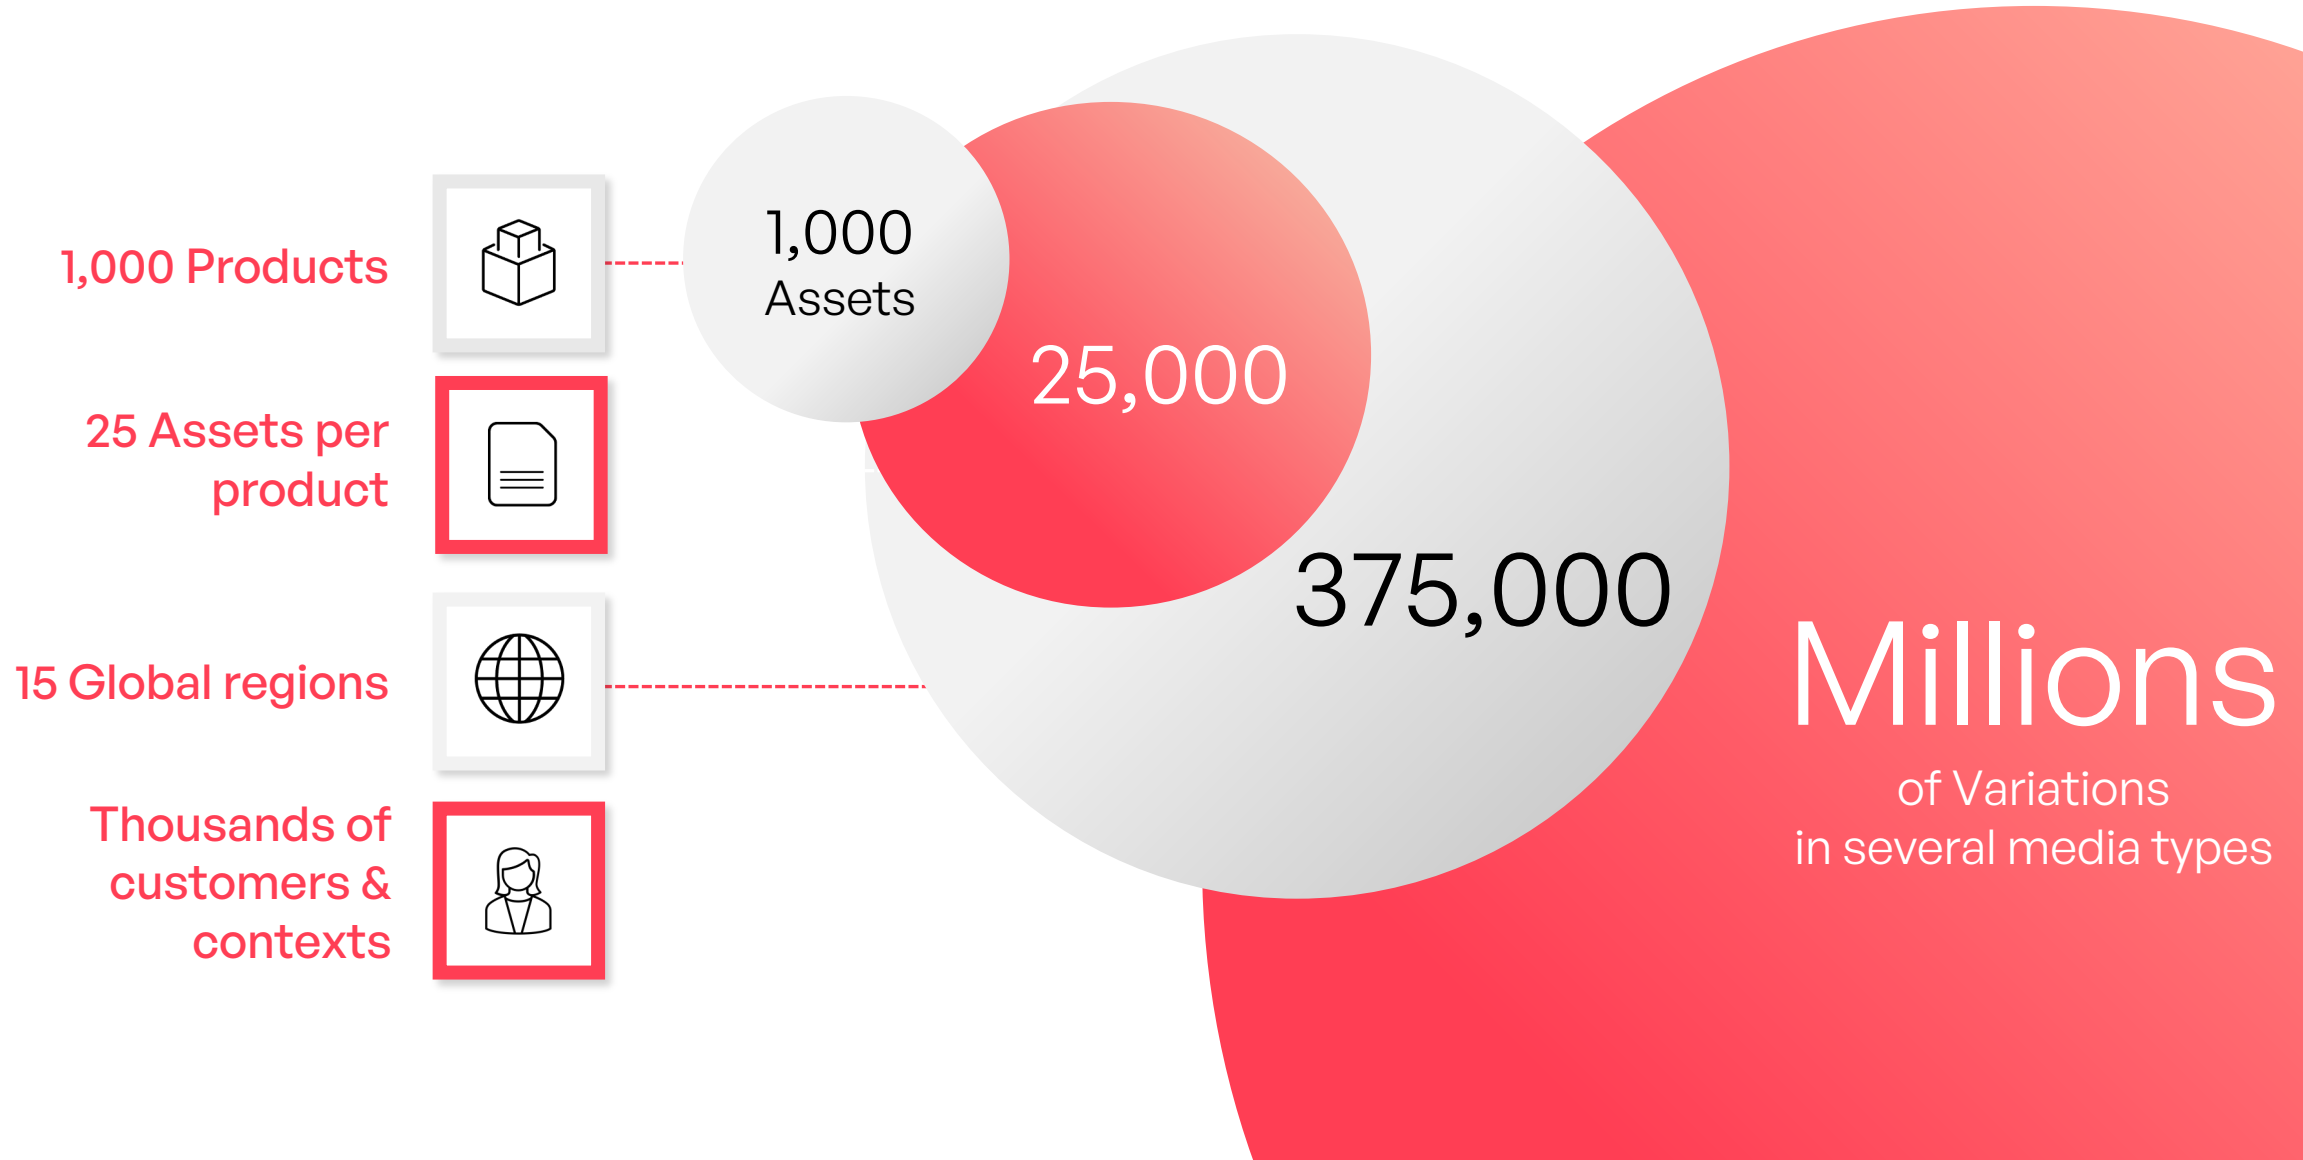 1,000 Products
25 Assets per
product
15 Global regions
Thousands of
customers &
contexts
1,000
Assets
25,000
375,000
Millions
of Variations
in several media types